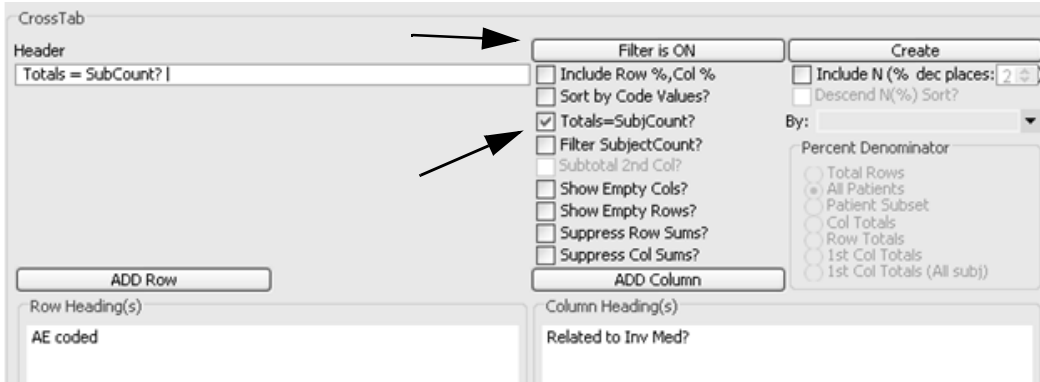 CrossTab
Header
Totals = SubCount?
Filter is ON
Create
Include Row %,Col %
Sort by Code Values?
Totals=SubjCount?
Filter SubjectCount?
Subtotal 2nd Col?
Show Empty Cols?
Show Empty Rows?
Suppress Row Sums?
Suppress Col Sums?
Include N (% dec places: 2 )
Descend N(%) Sort?
By:
Percent Denominator
Total Rows
All Patients
Patient Subset
Col Totals
Row Totals
1st Col Totals
1st Col Totals (All subj)
ADD Row
ADD Column
Row Heading(s)
AE coded
Column Heading(s)
Related to Inv Med?